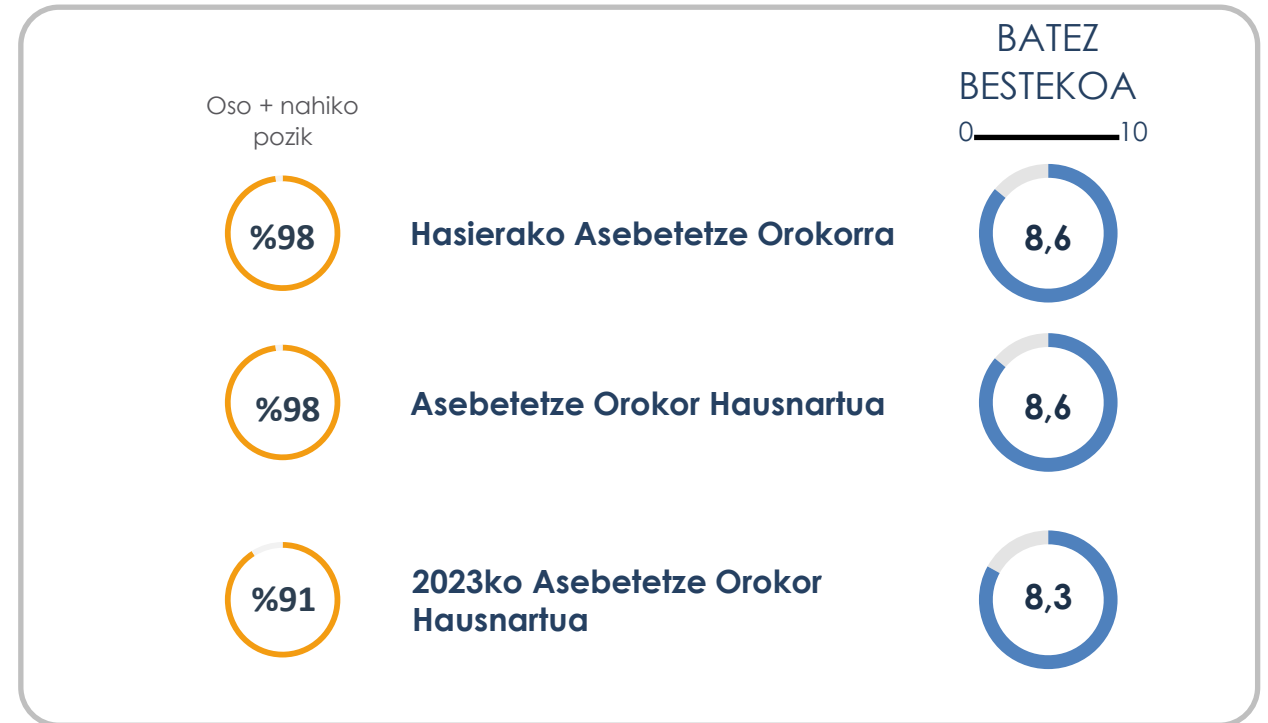 BATEZ
BESTEKOA
Oso + nahiko
pozik
0 10
%98 Hasierako Asebetetze Orokorra 8,6
%98 Asebetetze Orokor Hausnartua 8,6
%91 2023ko Asebetetze Orokor
Hausnartua 8,3